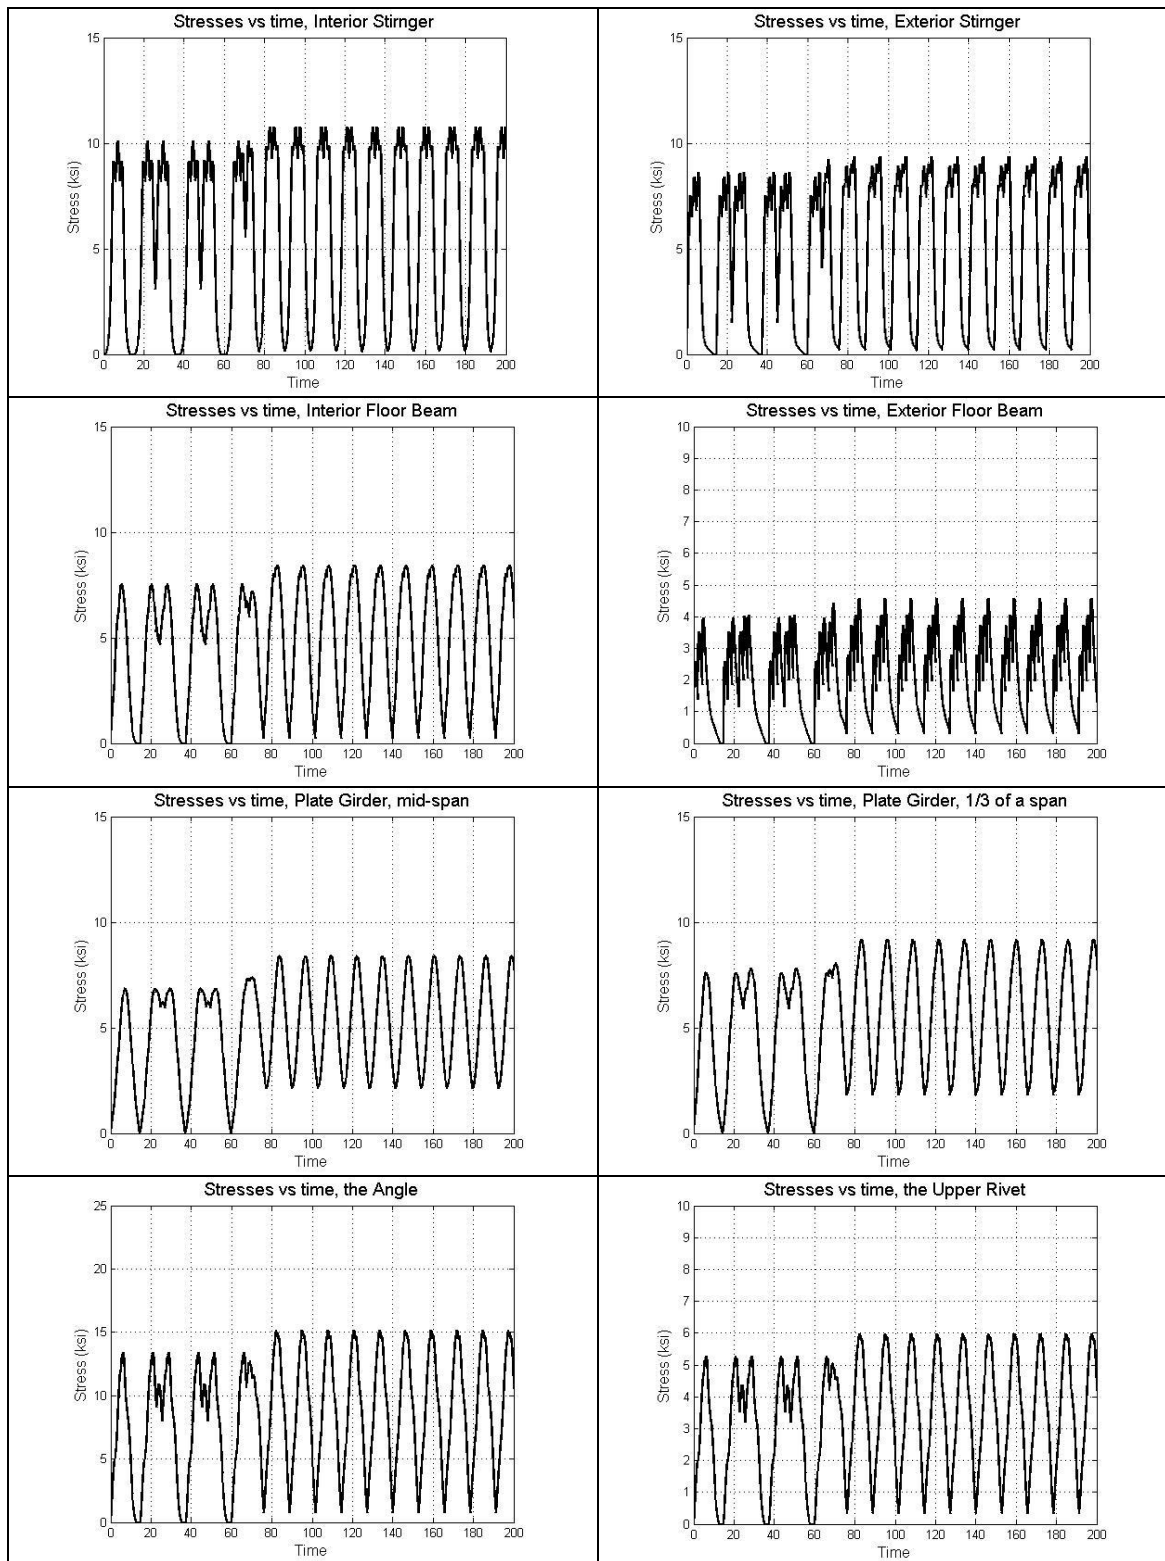 Stresses vs time, Interior Stirnger
15
10
5
0
Stress (ksi)
0 20 40 60 80 100 120 140 160 180 200
Time
Stresses vs time, Exterior Stirnger
15
10
5
0
Stress (ksi)
0 20 40 60 80 100 120 140 160 180 200
Time
Stresses vs time, Interior Floor Beam
15
10
5
0
Stress (ksi)
0 20 40 60 80 100 120 140 160 180 200
Time
Stresses vs time, Exterior Floor Beam
10
9
8
7
6
5
4
3
2
1
0
Stress (ksi)
0 20 40 60 80 100 120 140 160 180 200
Time
Stresses vs time, Plate Girder, mid-span
15
10
5
0
Stress (ksi)
0 20 40 60 80 100 120 140 160 180 200
Time
Stresses vs time, Plate Girder, 1/3 of a span
15
10
5
0
Stress (ksi)
0 20 40 60 80 100 120 140 160 180 200
Time
Stresses vs time, the Angle
25
20
15
10
5
0
Stress (ksi)
0 20 40 60 80 100 120 140 160 180 200
Time
Stresses vs time, the Upper Rivet
10
9
8
7
6
5
4
3
2
1
0
Stress (ksi)
0 20 40 60 80 100 120 140 160 180 200
Time